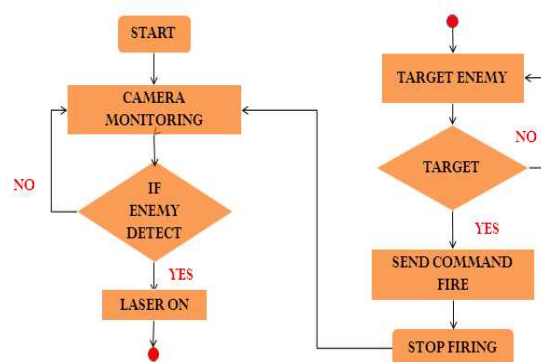 START
CAMERA
MONITORING
NO
IF
ENEMY
DETECT
YES
LASER ON
TARGET ENEMY
NO
TARGET
YES
SEND COMMAND
FIRE
STOP FIRING